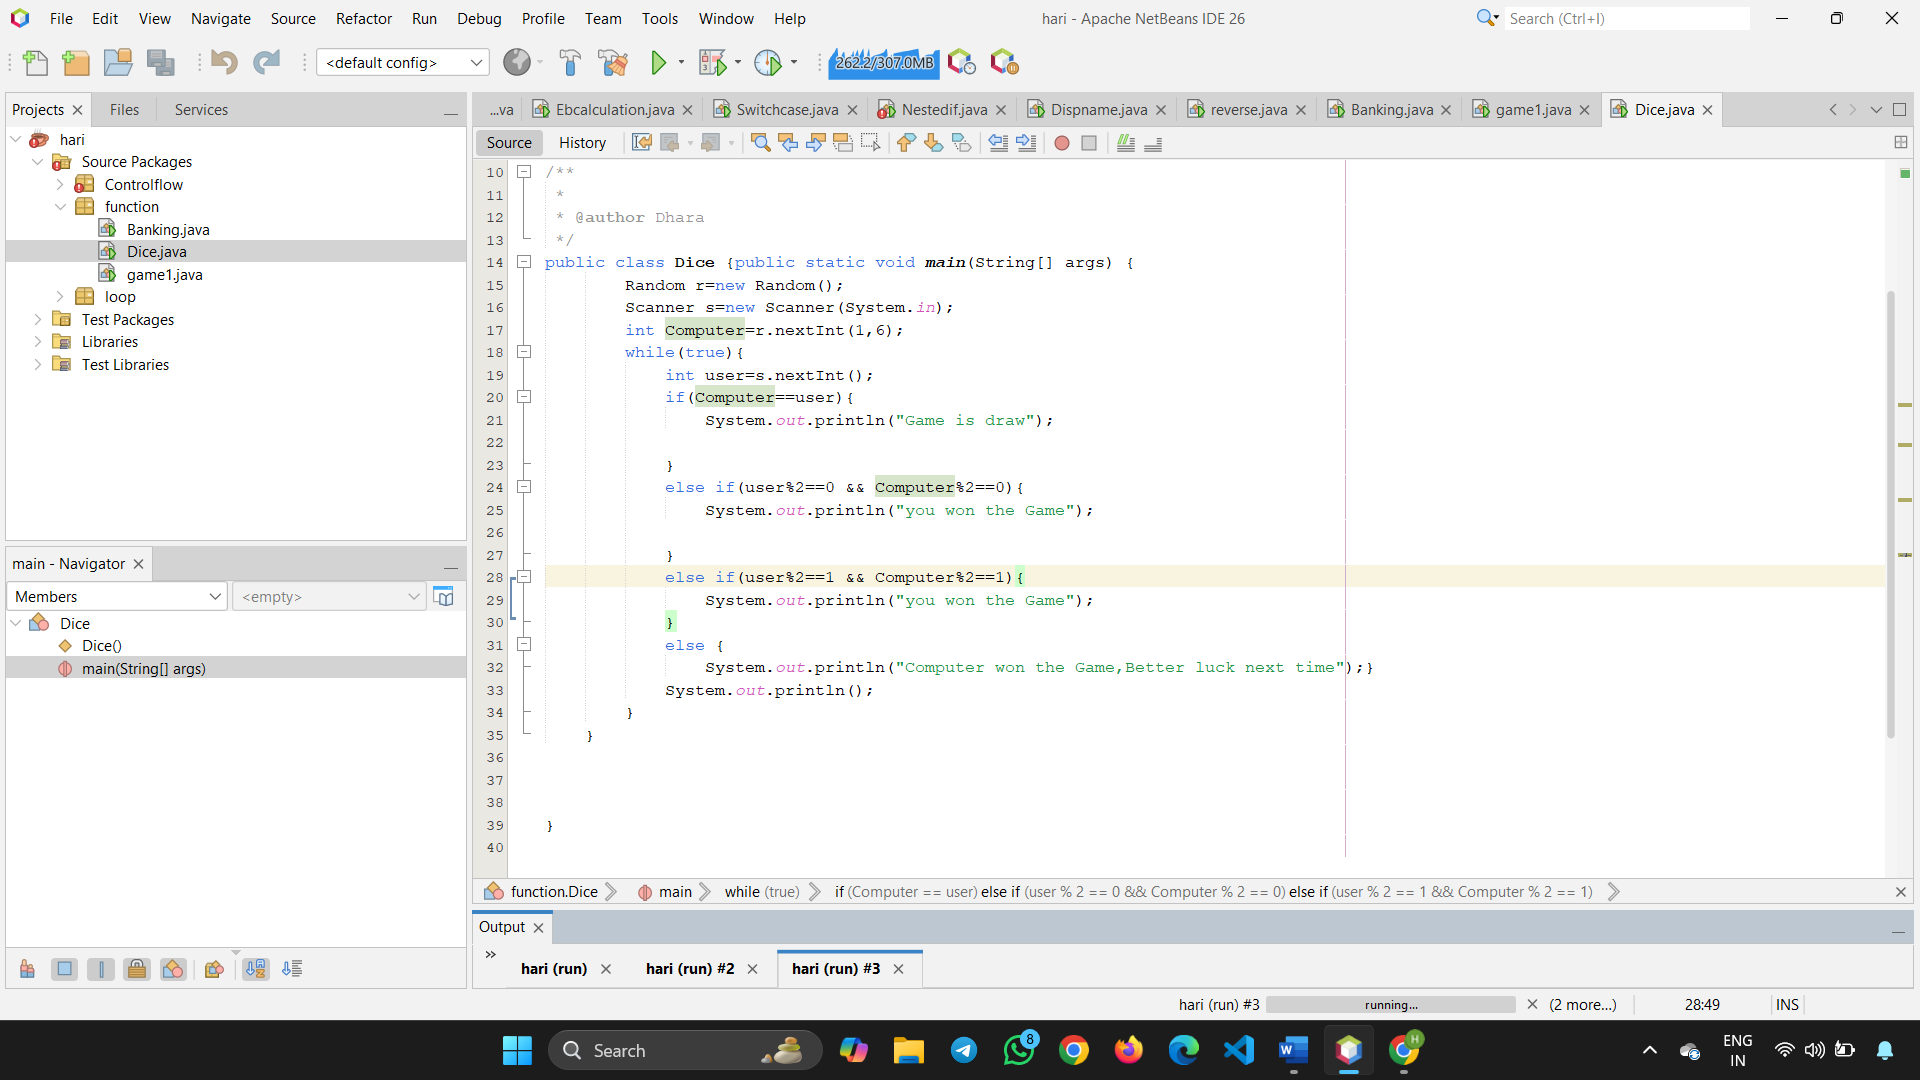 File Edit View Navigate Source Refactor Run Debug Profile Team Tools Window Help
hari - Apache NetBeans IDE 26
Search (Ctrl+I)
<default config>
262.2/307.0MB
Projects Files Services
hari
Source Packages
Controlflow
function
Banking.java
Dice.java
game1.java
loop
Test Packages
Libraries
Test Libraries
main - Navigator
Members <empty>
Dice
Dice()
main(String[] args)
...va Ebcalculation.java Switchcase.java Nestedif.java Dispname.java reverse.java Banking.java game1.java Dice.java
Source History
10 /**
11 *
12 * @author Dhara
13 */
14 public class Dice {public static void main(String[] args) {
15 Random r=new Random();
16 Scanner s=new Scanner(System.in);
17 int Computer=r.nextInt(1,6);
18 while(true){
19 int user=s.nextInt();
20 if(Computer==user){
21 System.out.println("Game is draw");
22
23 }
24 else if(user%2==0 && Computer%2==0){
25 System.out.println("you won the Game");
26
27 }
28 else if(user%2==1 && Computer%2==1){
29 System.out.println("you won the Game");
30 }
31 else {
32 System.out.println("Computer won the Game,Better luck next time");}
33 System.out.println();
34 }
35 }
36
37
38
39 }
40
function.Dice main while (true) if (Computer == user) else if (user % 2 == 0 && Computer % 2 == 0) else if (user % 2 == 1 && Computer % 2 == 1)
Output
hari (run) hari (run) #2 hari (run) #3
hari (run) #3 running... (2 more...) 28:49 INS
Search
8
H
ENG
IN